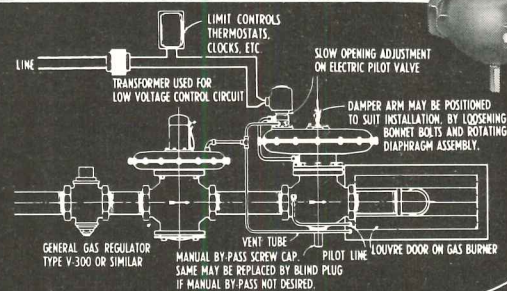 LIMIT CONTROLS
THERMOSTATS,
CLOCKS, ETC
LINE
TRANSFORMER USED FOR
LOW VOLTAGE CONTROL CIRCUIT
SLOW OPENING ADJUSTMENT
ON ELECTRIC PILOT VALVE
DAMPER ARM MAY BE POSITIONED
TO SUIT INSTALLATION, BY LOOSENING
BONNET BOLTS AND ROTATING
DIAPHRAGM ASSEMBLY.
GENERAL GAS REGULATOR
TYPE V-300 OR SIMILAR
VENT TUBE
MANUAL BY-PASS SCREW CAP.
SAME MAY BE REPLACED BY BLIND PLUG
IF MANUAL BY-PASS NOT DESIRED.
PILOT LINE
LOUVRE DOOR ON GAS BURNER